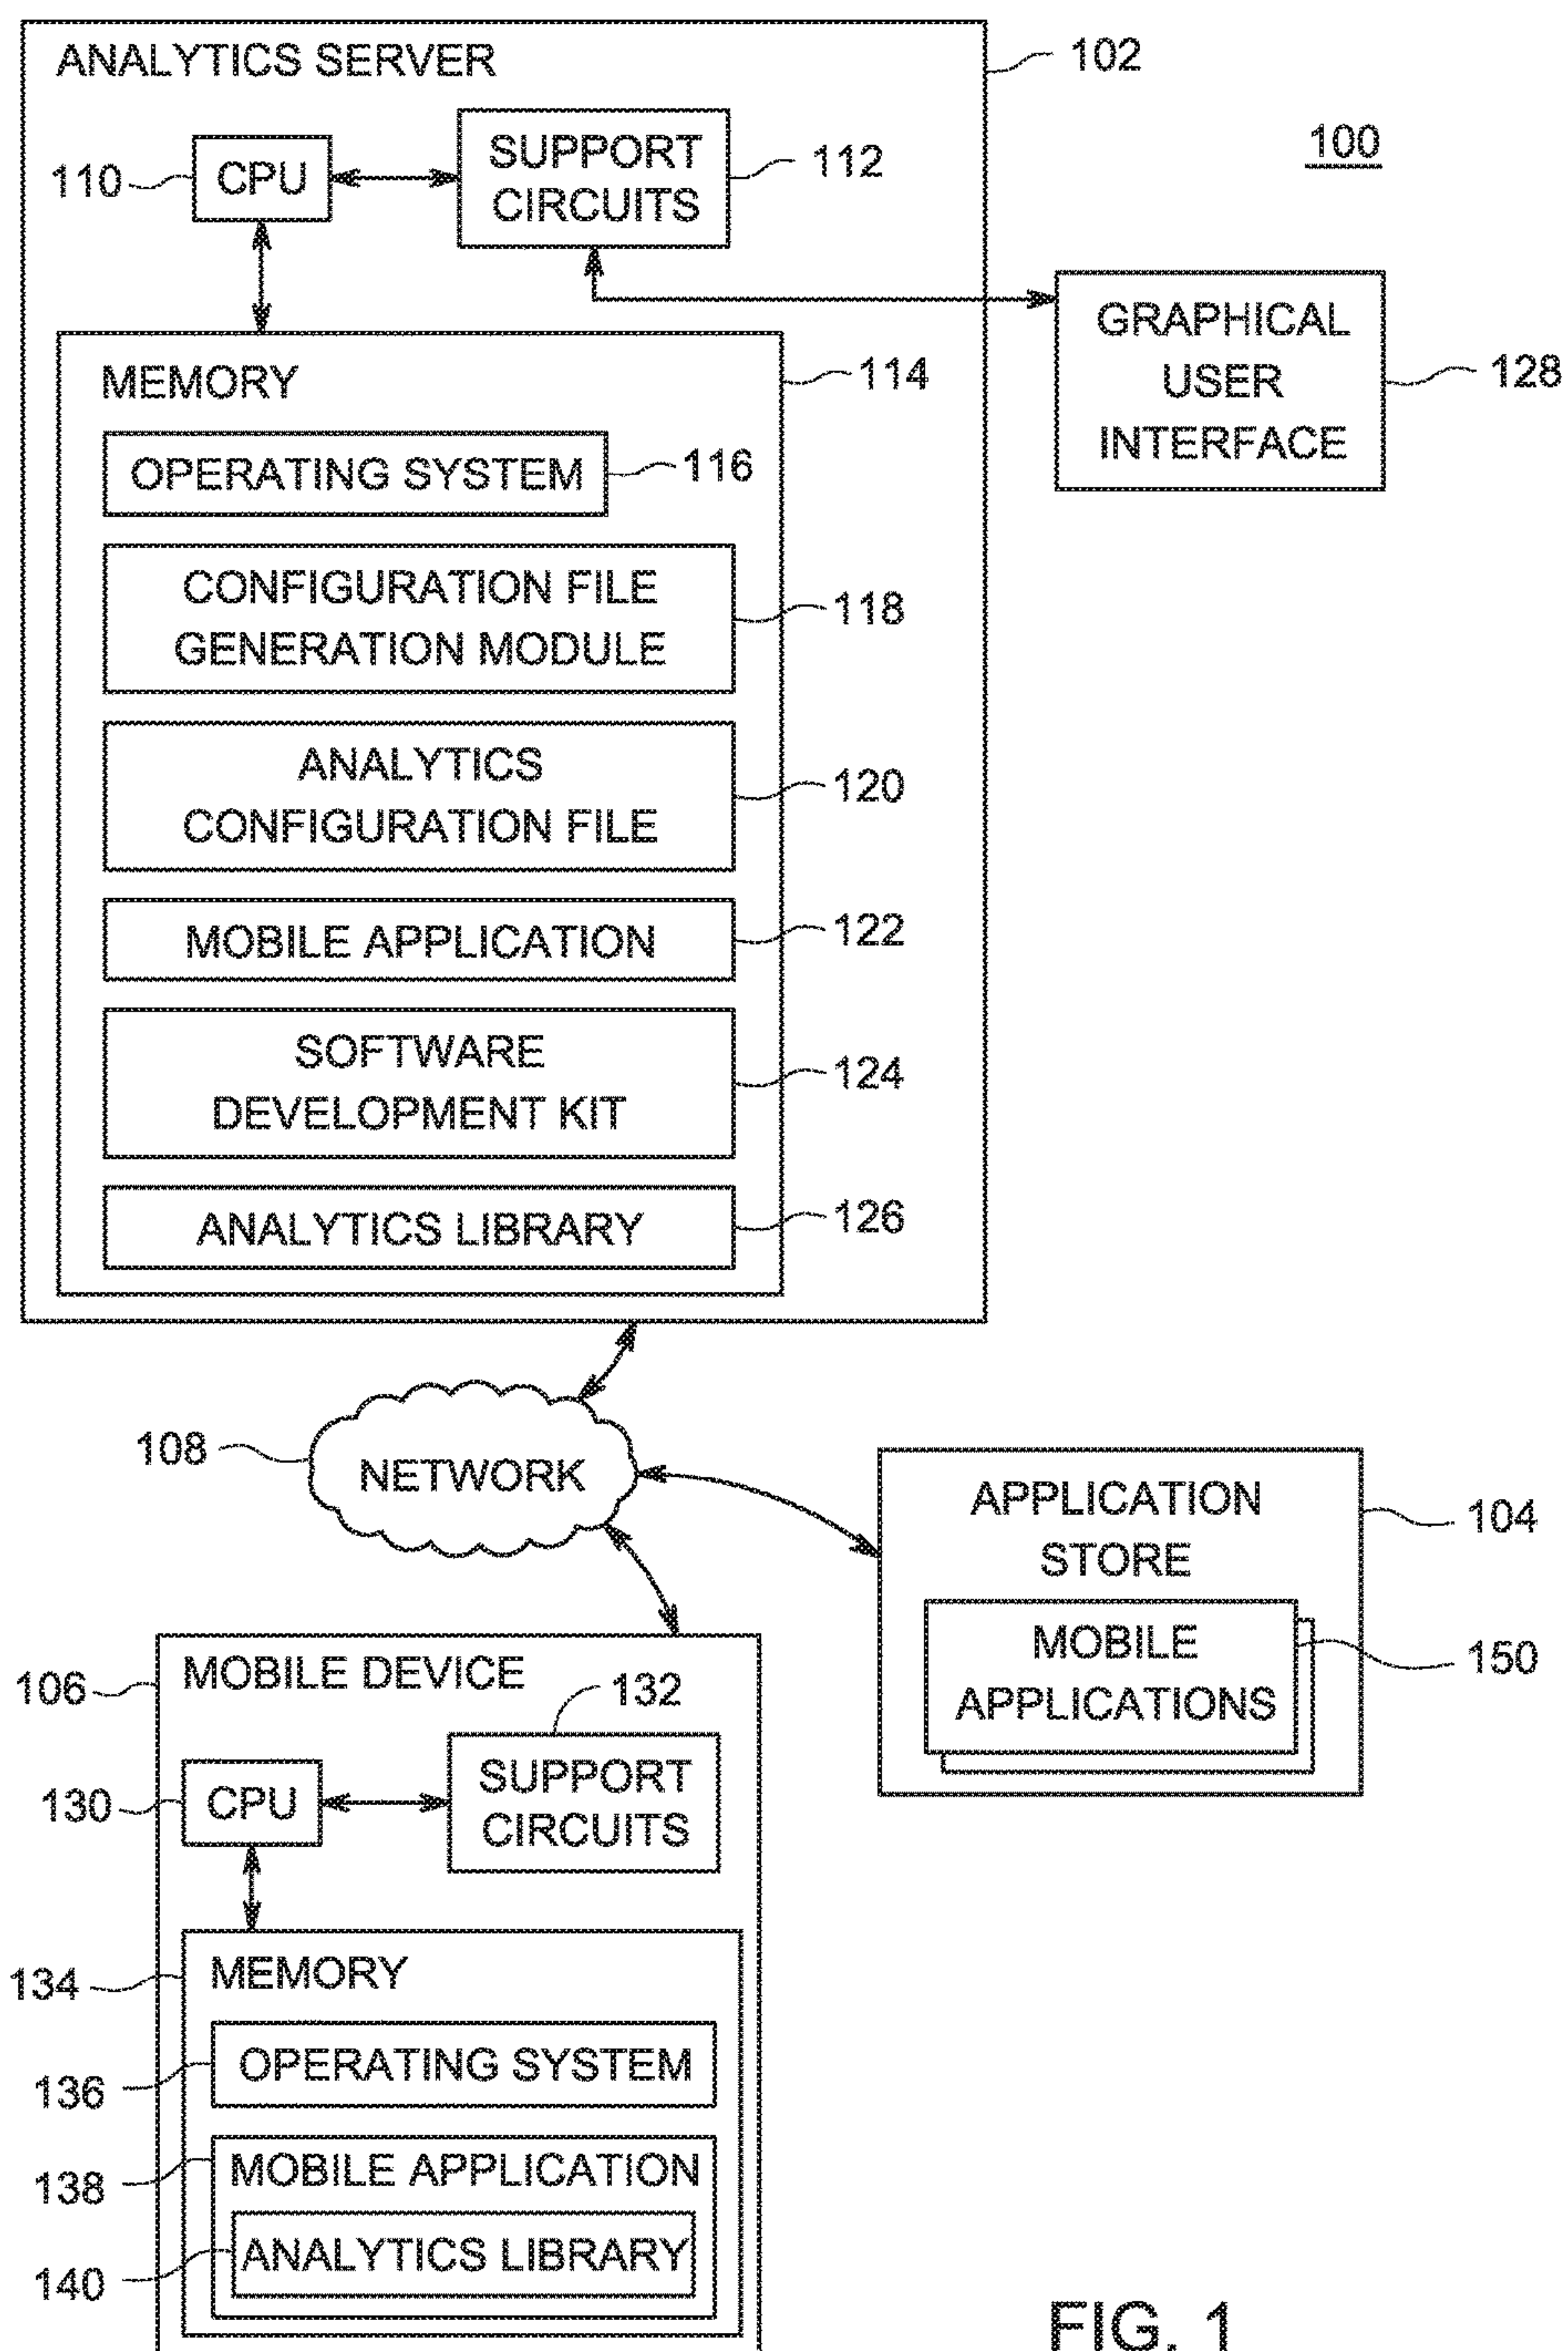 ANALYTICS SERVER
102
100
CPU
110
SUPPORT
CIRCUITS
112
GRAPHICAL
USER
INTERFACE
128
MEMORY
114
OPERATING SYSTEM
116
CONFIGURATION FILE
GENERATION MODULE
118
ANALYTICS
CONFIGURATION FILE
120
MOBILE APPLICATION
122
SOFTWARE
DEVELOPMENT KIT
124
ANALYTICS LIBRARY
126
108
NETWORK
APPLICATION
STORE
104
MOBILE
APPLICATIONS
150
106
MOBILE DEVICE
132
130
CPU
SUPPORT
CIRCUITS
134
MEMORY
136
OPERATING SYSTEM
138
MOBILE APPLICATION
140
ANALYTICS LIBRARY
FIG. 1